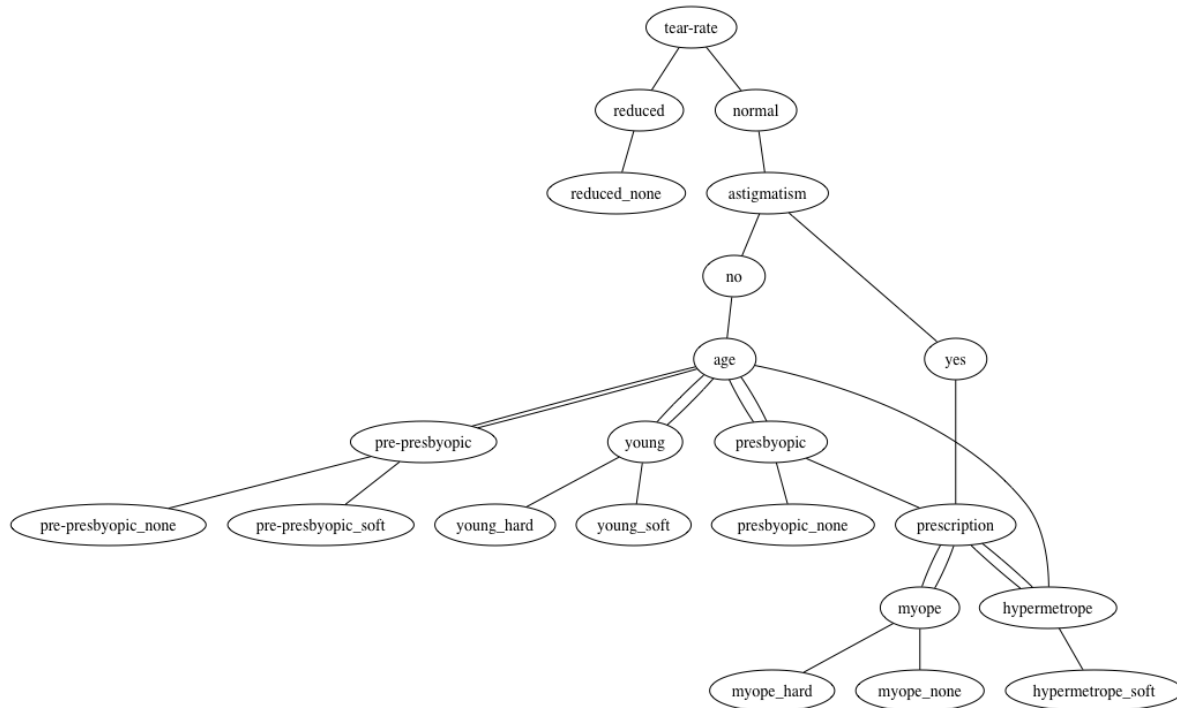 tear-rate
reduced
normal
reduced_none
astigmatism
no
age
yes
pre-presbyopic
young
presbyopic
pre-presbyopic_none
pre-presbyopic_soft
young_hard
young_soft
presbyopic_none
prescription
myope
hypermetrope
myope_hard
myope_none
hypermetrope_soft